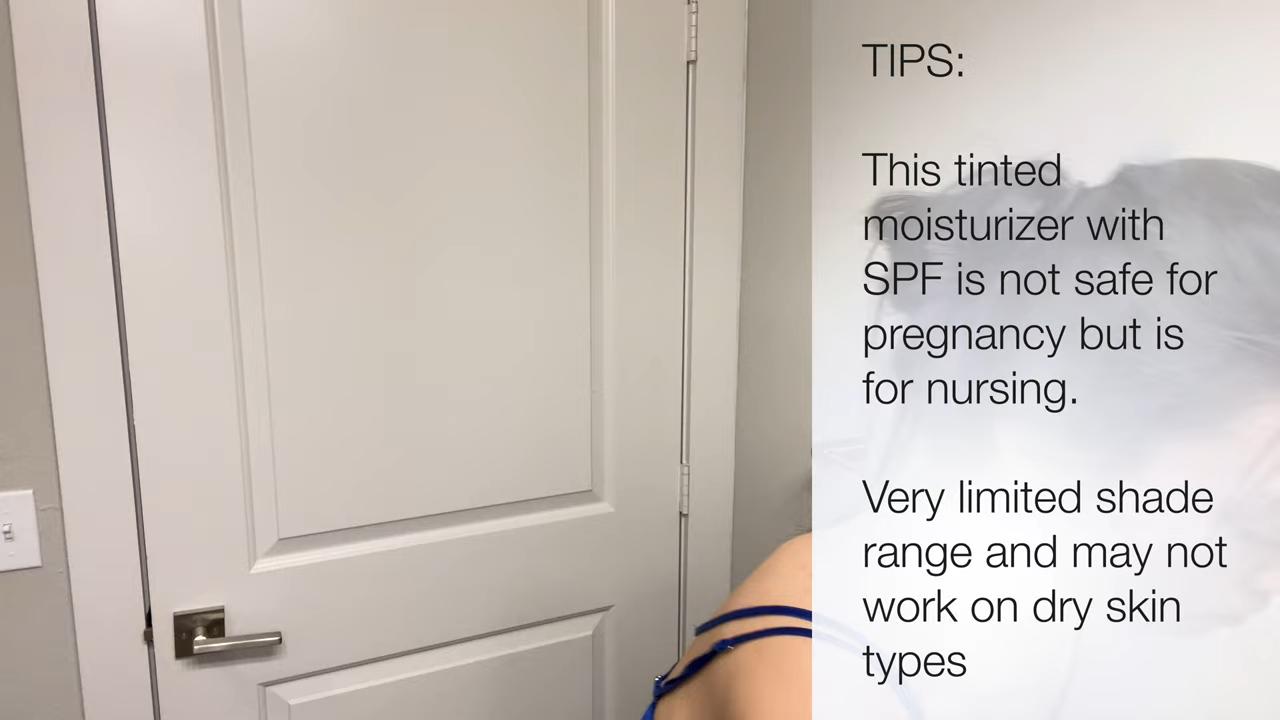 TIPS:
This tinted
moisturizer with
SPF is not safe for
pregnancy but is
for nursing.
Very limited shade
range and may not
work on dry skin
types